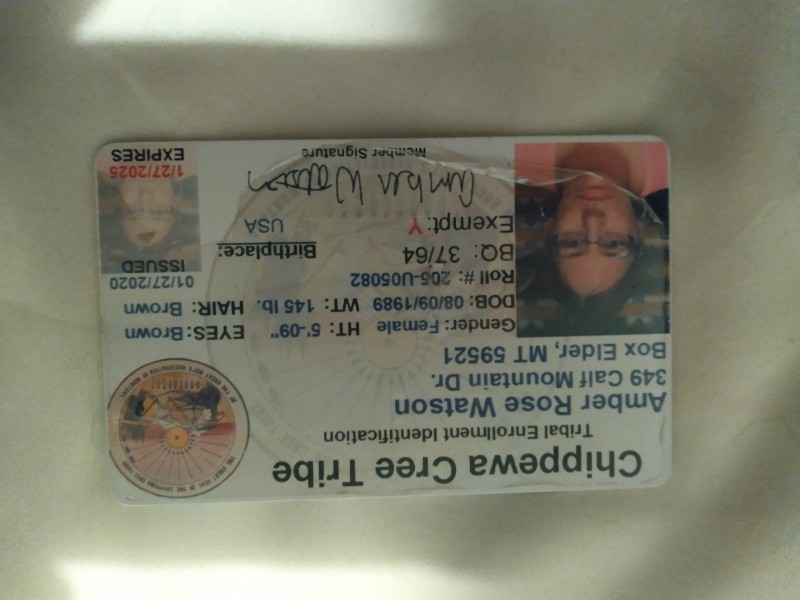 Chippewa Cree Tribe
Tribal Enrollment Identification
Amber Rose Watson
349 Calf Mountain Dr.
Box Elder, MT 59521
Gender: Female HT: 5'-09" EYES: Brown
DOB: 08/09/1989 WT: 145 lb. HAIR: Brown
Roll #: 205-U05082
BQ: 37/64 Birthplace:
Exempt: Y USA
01/27/2020
ISSUED
Amber Watson
Member Signature
1/27/2025
EXPIRES